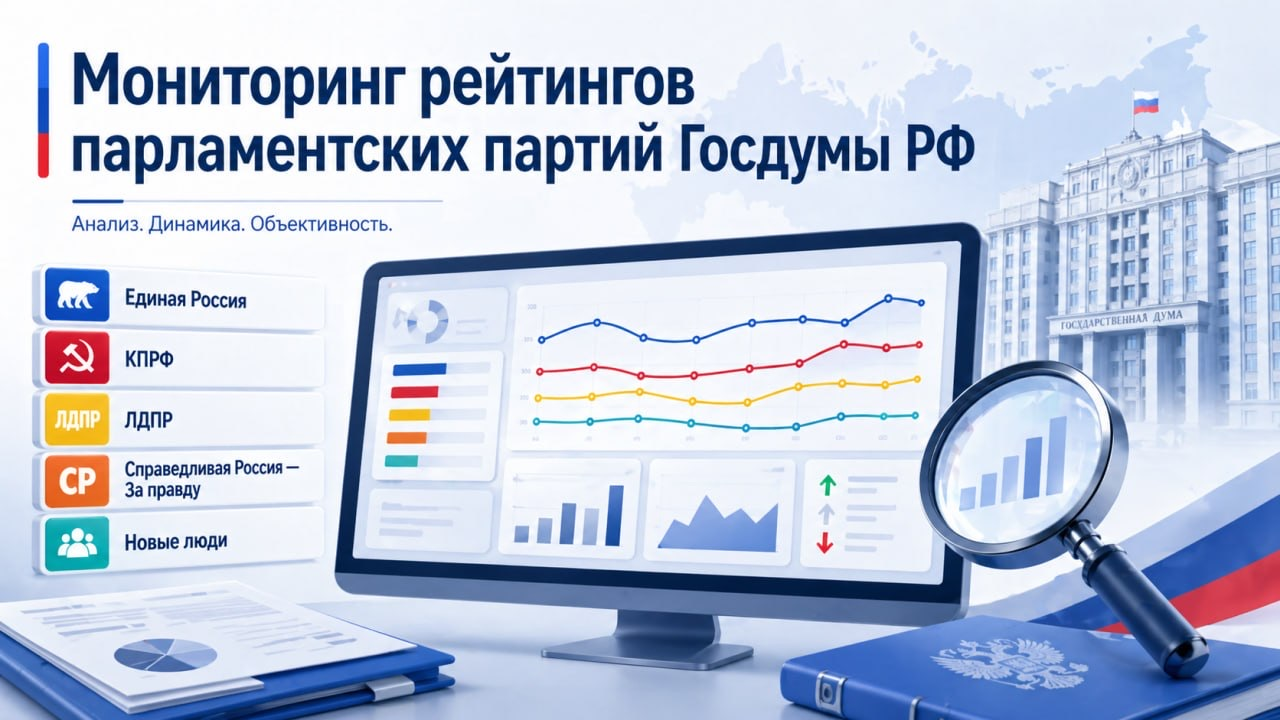 Мониторинг рейтингов
парламентских партий Госдумы РФ
Анализ. Динамика. Объективность.
Единая Россия
КПРФ
ЛДПР
ЛДПР
СР
Справедливая Россия —
За правду
Новые люди
ГОСУДАРСТВЕННАЯ ДУМА